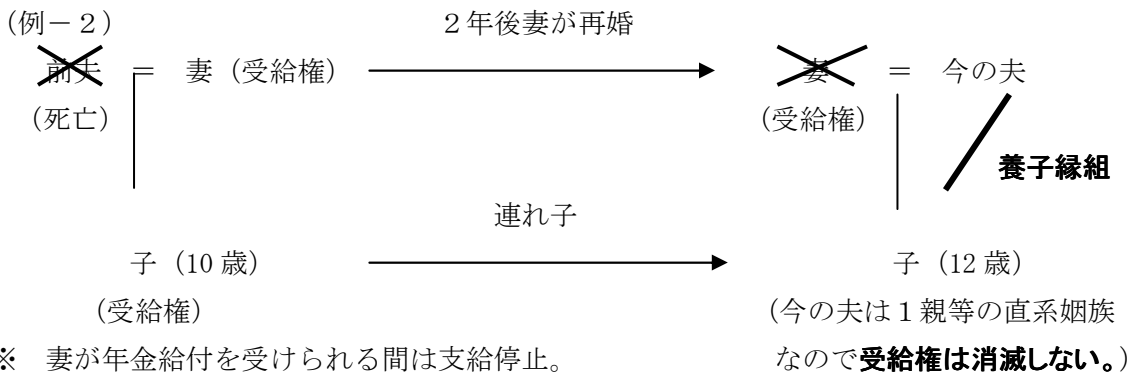 （例－２）
２年後妻が再婚
前夫 ＝ 妻（受給権）
妻 ＝ 今の夫
（死亡）
（受給権）
養子縁組
連れ子
子（10 歳）
子（12 歳）
（受給権）
（今の夫は１親等の直系姻族
※ 妻が年金給付を受けられる間は支給停止。
なので受給権は消滅しない。）